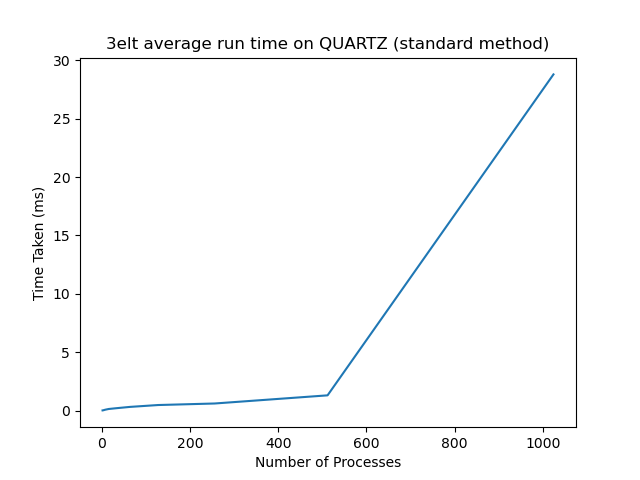 3elt average run time on QUARTZ (standard method)
30
25
20
15
10
5
0
Time Taken (ms)
0 200 400 600 800 1000
Number of Processes